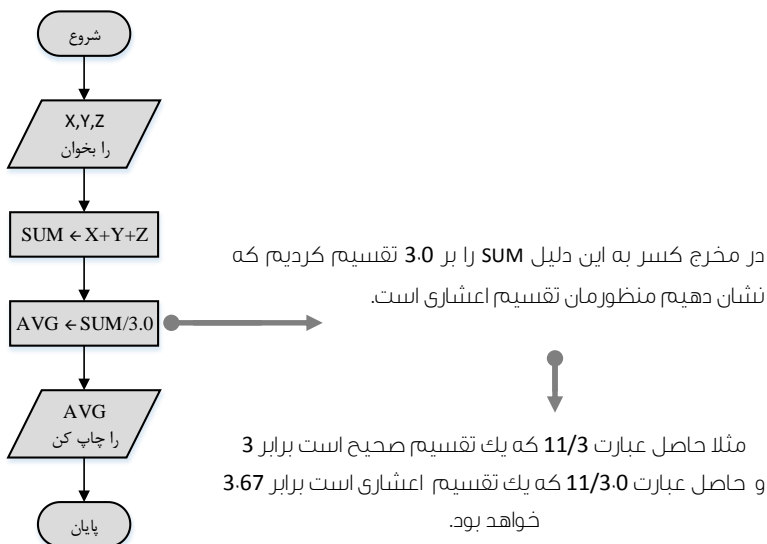 شروع
X,Y,Z
را بخوان
SUM ← X+Y+Z
در مخرج کسر به این دلیل SUM را بر 3.0 تقسیم کردیم که
نشان دهیم منظورمان تقسیم اعشاری است.
AVG ← SUM/3.0
AVG
را چاپ کن
مثلا حاصل عبارت 11/3 که یك تقسیم صحیح است برابر 3
و حاصل عبارت 11/3.0 که یك تقسیم اعشاری است برابر 3.67
خواهد بود.
پایان